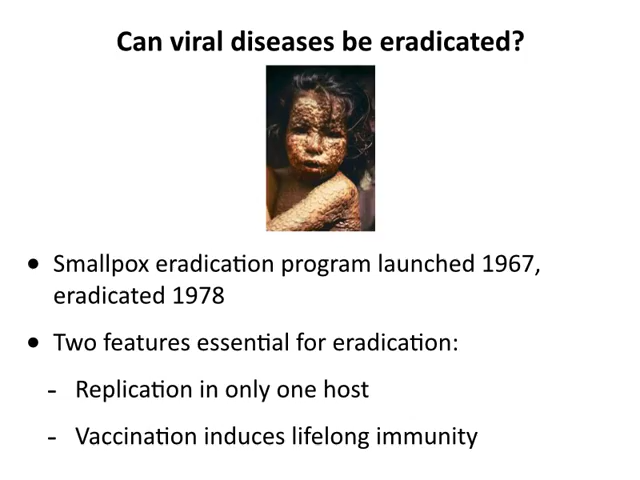 Can viral diseases be eradicated?
• Smallpox eradication program launched 1967,
eradicated 1978
• Two features essential for eradication:
- Replication in only one host
- Vaccination induces lifelong immunity